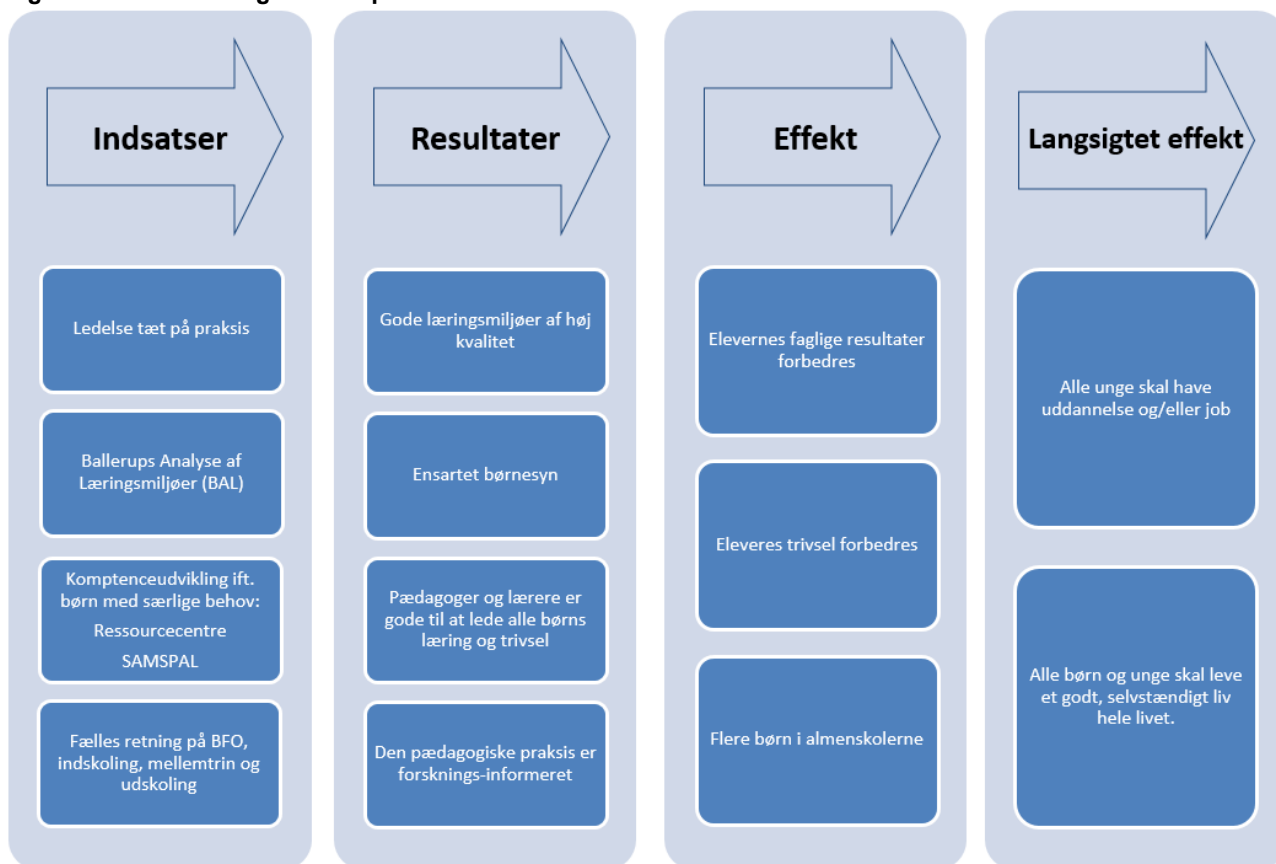 Indsatser
Ledelse tæt på praksis
Ballerups Analyse af
Læringsmiljøer (BAL)
Komptenceudvikling ift.
børn med særlige behov:
Ressourcecentre
SAMSPAL
Fælles retning på BFO,
indskoling, mellemtrin og
udskoling
Resultater
Gode læringsmiljøer af høj
kvalitet
Ensartet børnesyn
Pædagoger og lærere er
gode til at lede alle børns
læring og trivsel
Den pædagogiske praksis er
forsknings-informeret
Effekt
Elevernes faglige resultater
forbedres
Eleveres trivsel forbedres
Flere børn i almenskolerne
Langsigtet effekt
Alle unge skal have
uddannelse og/eller job
Alle børn og unge skal leve
et godt, selvstændigt liv
hele livet.